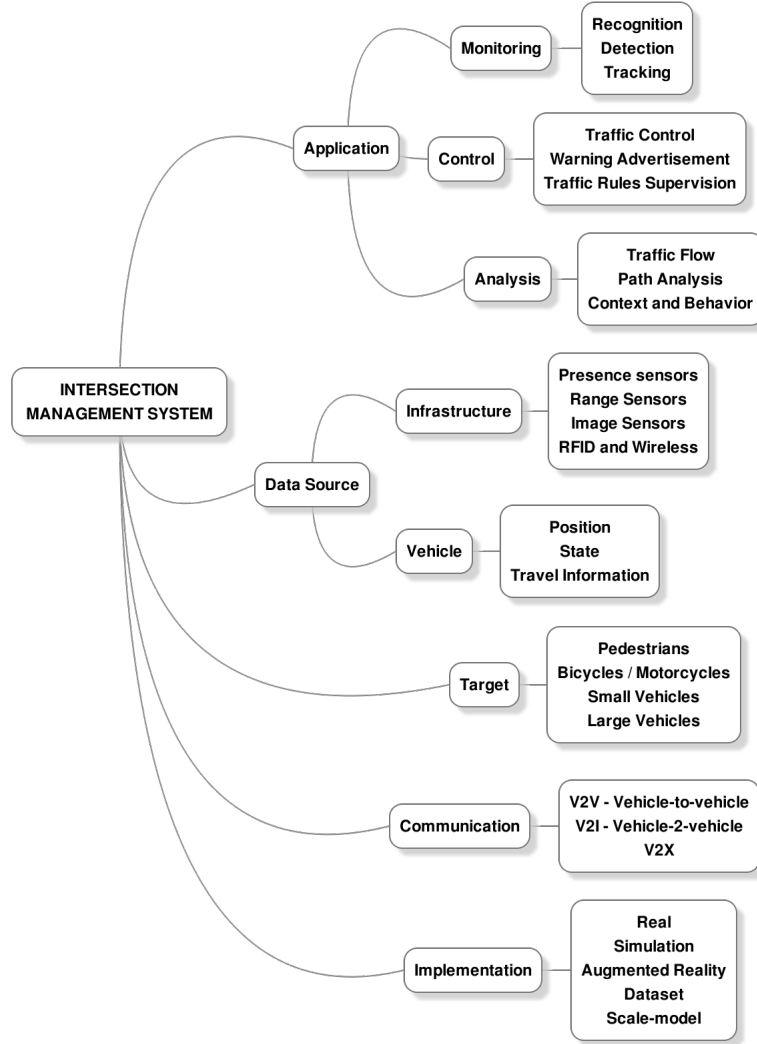 INTERSECTION
MANAGEMENT SYSTEM
Application
Monitoring
Recognition
Detection
Tracking
Control
Traffic Control
Warning Advertisement
Traffic Rules Supervision
Analysis
Traffic Flow
Path Analysis
Context and Behavior
Data Source
Infrastructure
Presence sensors
Range Sensors
Image Sensors
RFID and Wireless
Vehicle
Position
State
Travel Information
Target
Pedestrians
Bicycles / Motorcycles
Small Vehicles
Large Vehicles
Communication
V2V - Vehicle-to-vehicle
V2I - Vehicle-2-vehicle
V2X
Implementation
Real
Simulation
Augmented Reality
Dataset
Scale-model